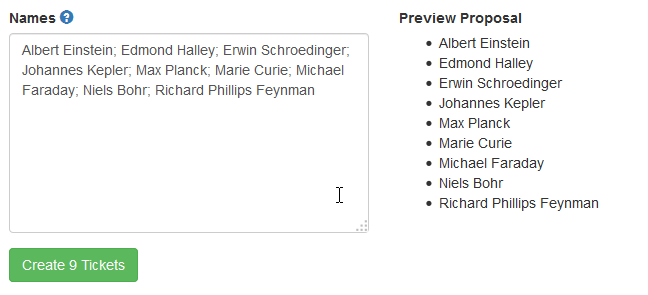 Names ?
Albert Einstein; Edmond Halley; Erwin Schroedinger;
Johannes Kepler; Max Planck; Marie Curie; Michael
Faraday; Niels Bohr; Richard Phillips Feynman
Create 9 Tickets
Preview Proposal
Albert Einstein
Edmond Halley
Erwin Schroedinger
Johannes Kepler
Max Planck
Marie Curie
Michael Faraday
Niels Bohr
Richard Phillips Feynman